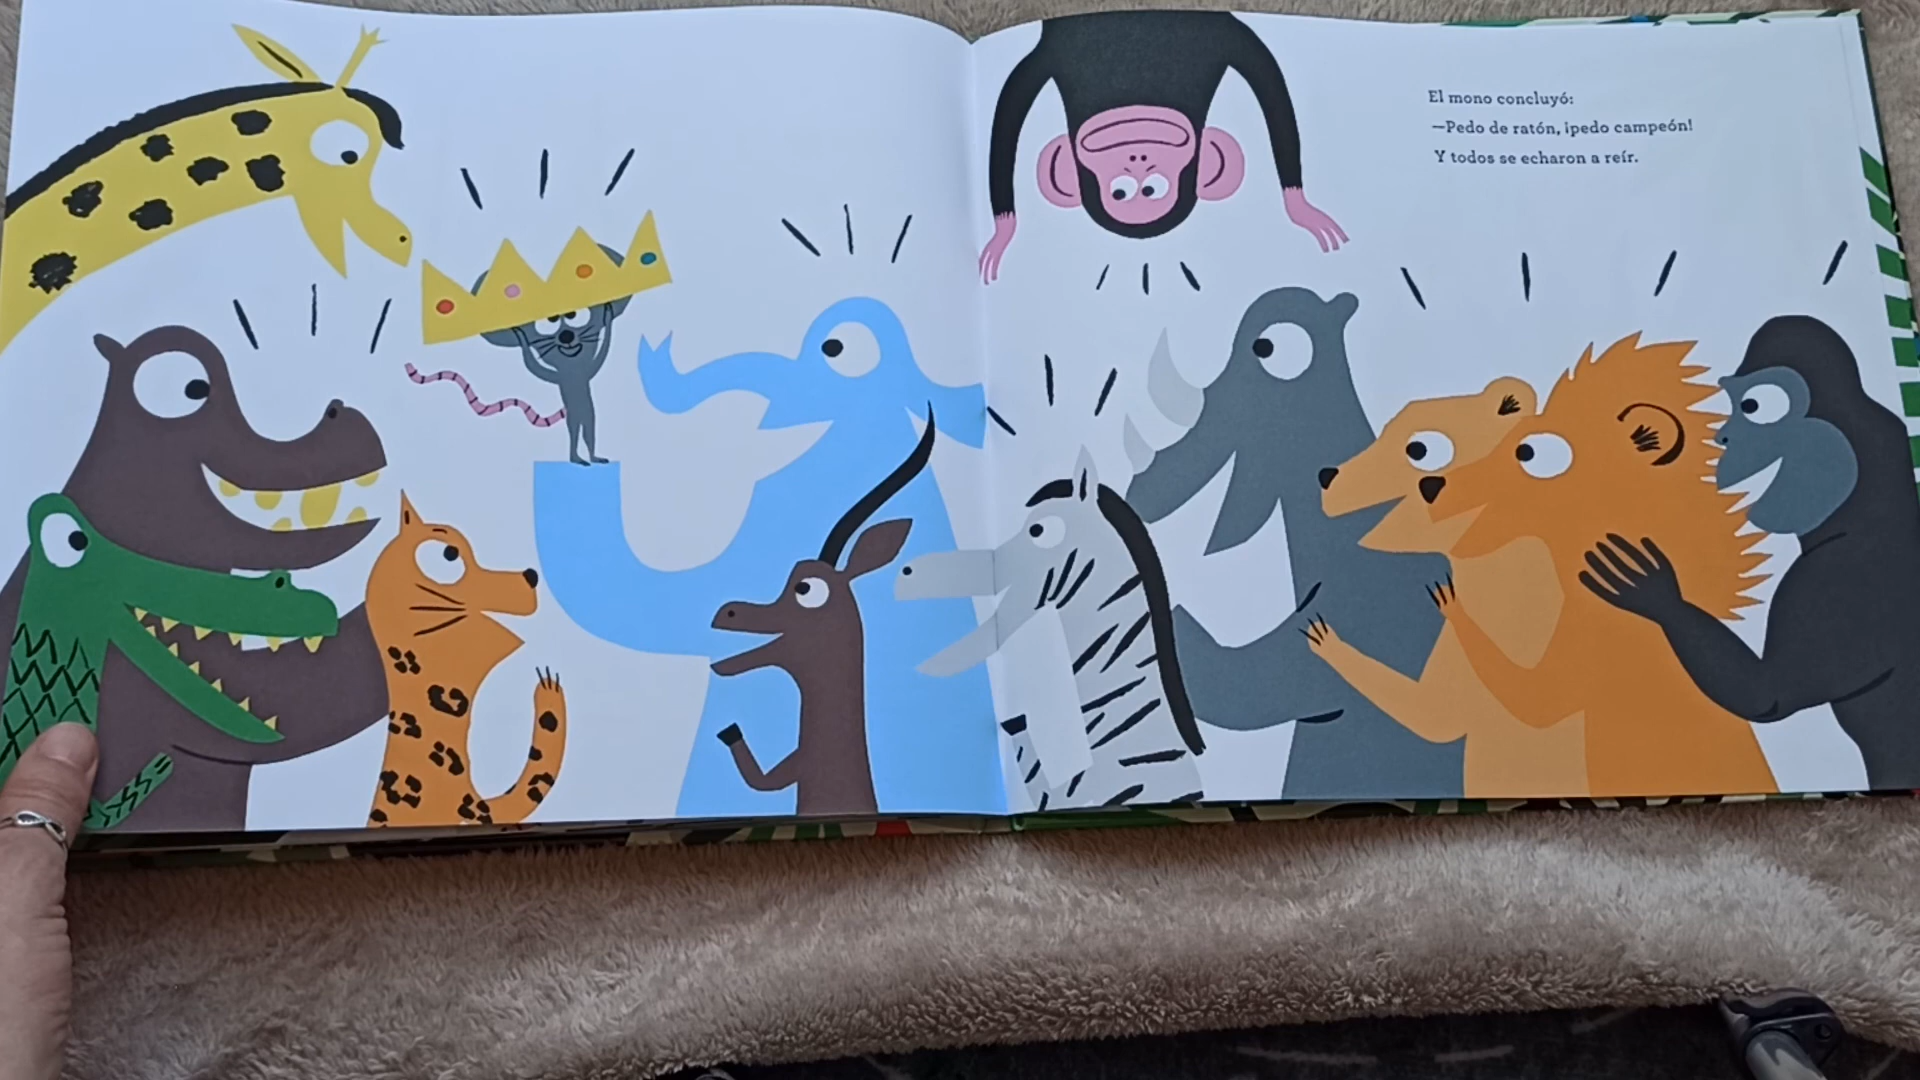 El mono concluyó:
—Pedo de ratón, ¡pedo campeón!
Y todos se echaron a reír.